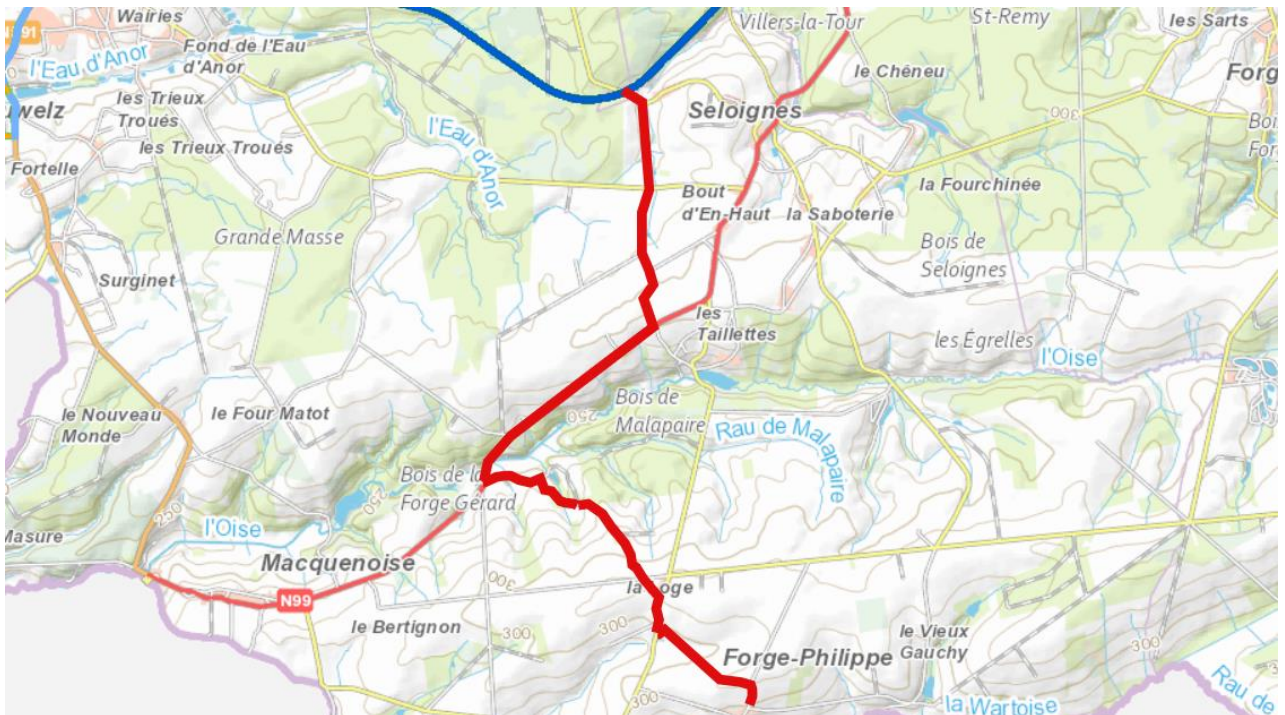 Wairies
Villers-la-Tour
St-Remy
les Sarts
l'Eau d'Anor
Fond de l'Eau
d'Anor
le Chêneu
les Trieux
Troués
Seloignes
300
l'Eau d'Anor
les Trieux Troués
Fortelle
Bout
d'En-Haut
la Saboterie
la Fourchinée
Grande Masse
Bois de
Seloignes
Surginet
les
Taillettes
les Égrelles
l'Oise
le Nouveau
Monde
le Four Matot
250
Bois de
Malapaire
Rau de Malapaire
Bois de la
Forge Gérard
250
250
l'Oise
Masure
Macquenoise
N99
300
le Bertignon
300
300
300
Forge-Philippe
le Vieux
Gauchy
300
la Wartoise
Rau de